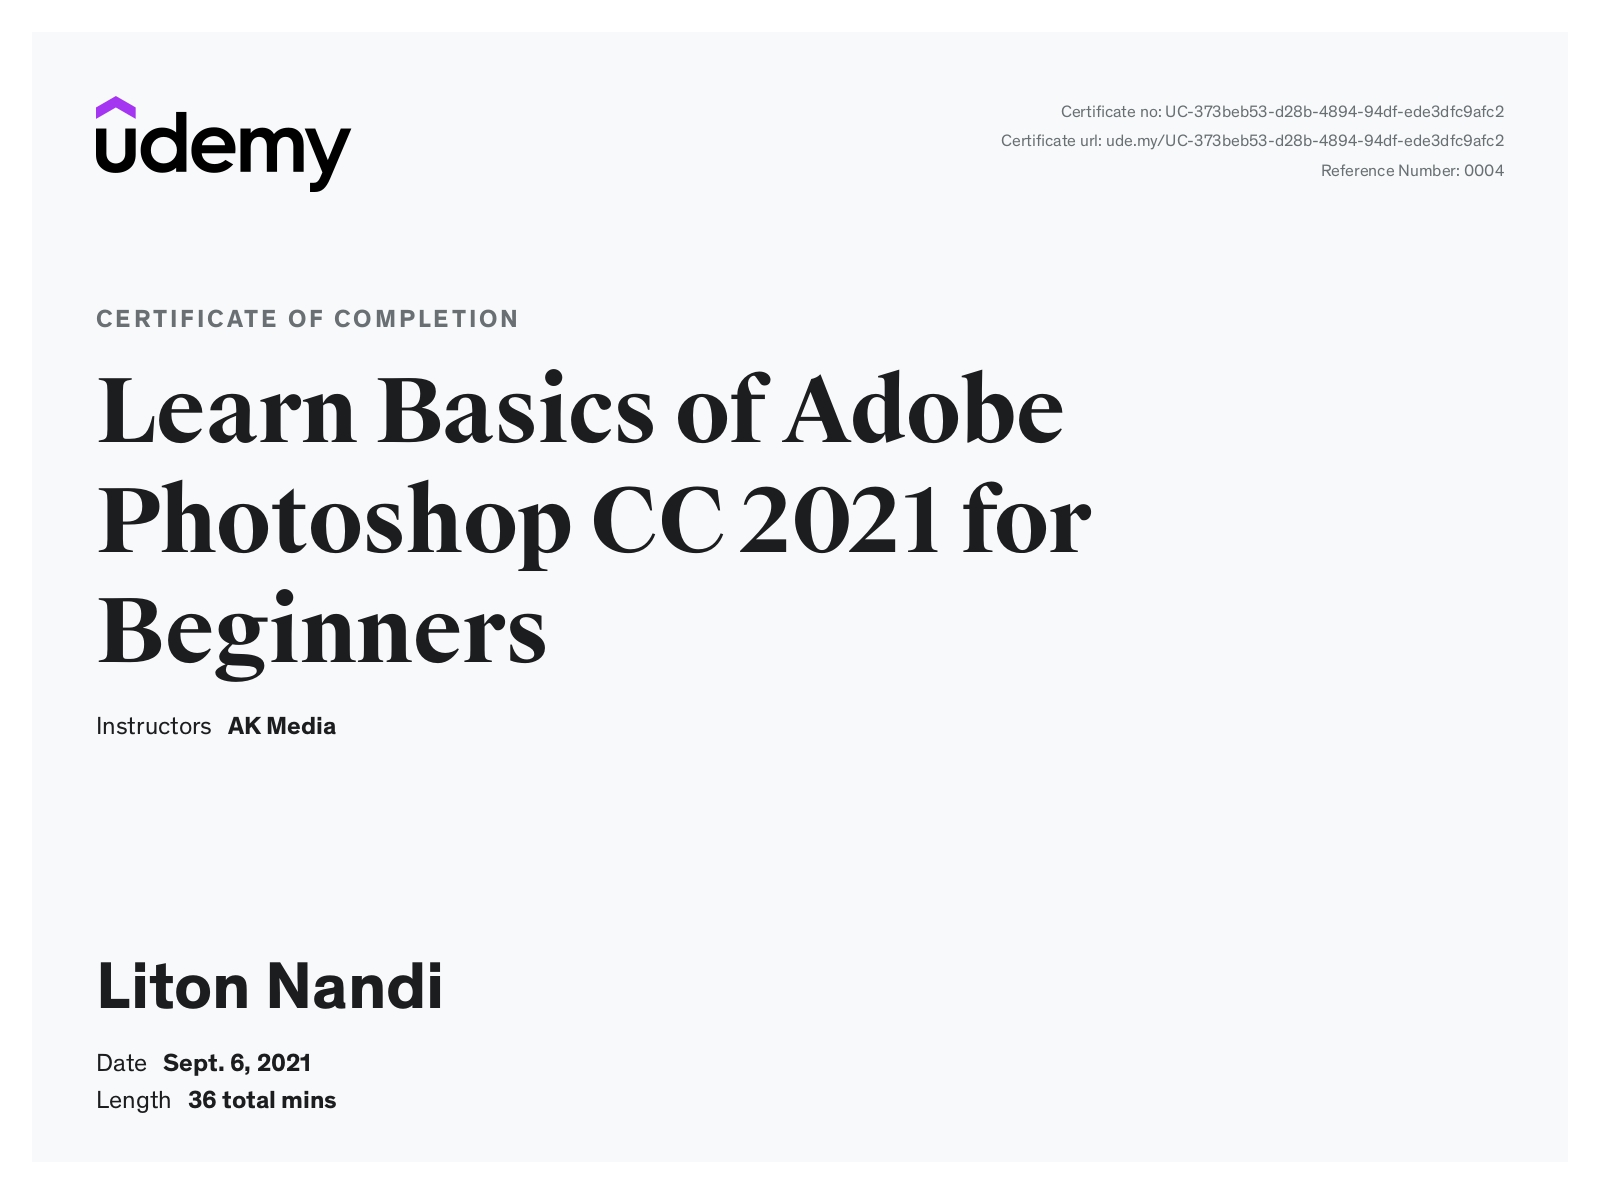 udemy
Certificate no: UC-373beb53-d28b-4894-94df-ede3dfc9afc2
Certificate url: ude.my/UC-373beb53-d28b-4894-94df-ede3dfc9afc2
Reference Number: 0004
CERTIFICATE OF COMPLETION
Learn Basics of Adobe
Photoshop CC 2021 for
Beginners
Instructors AK Media
Liton Nandi
Date Sept. 6, 2021
Length 36 total mins